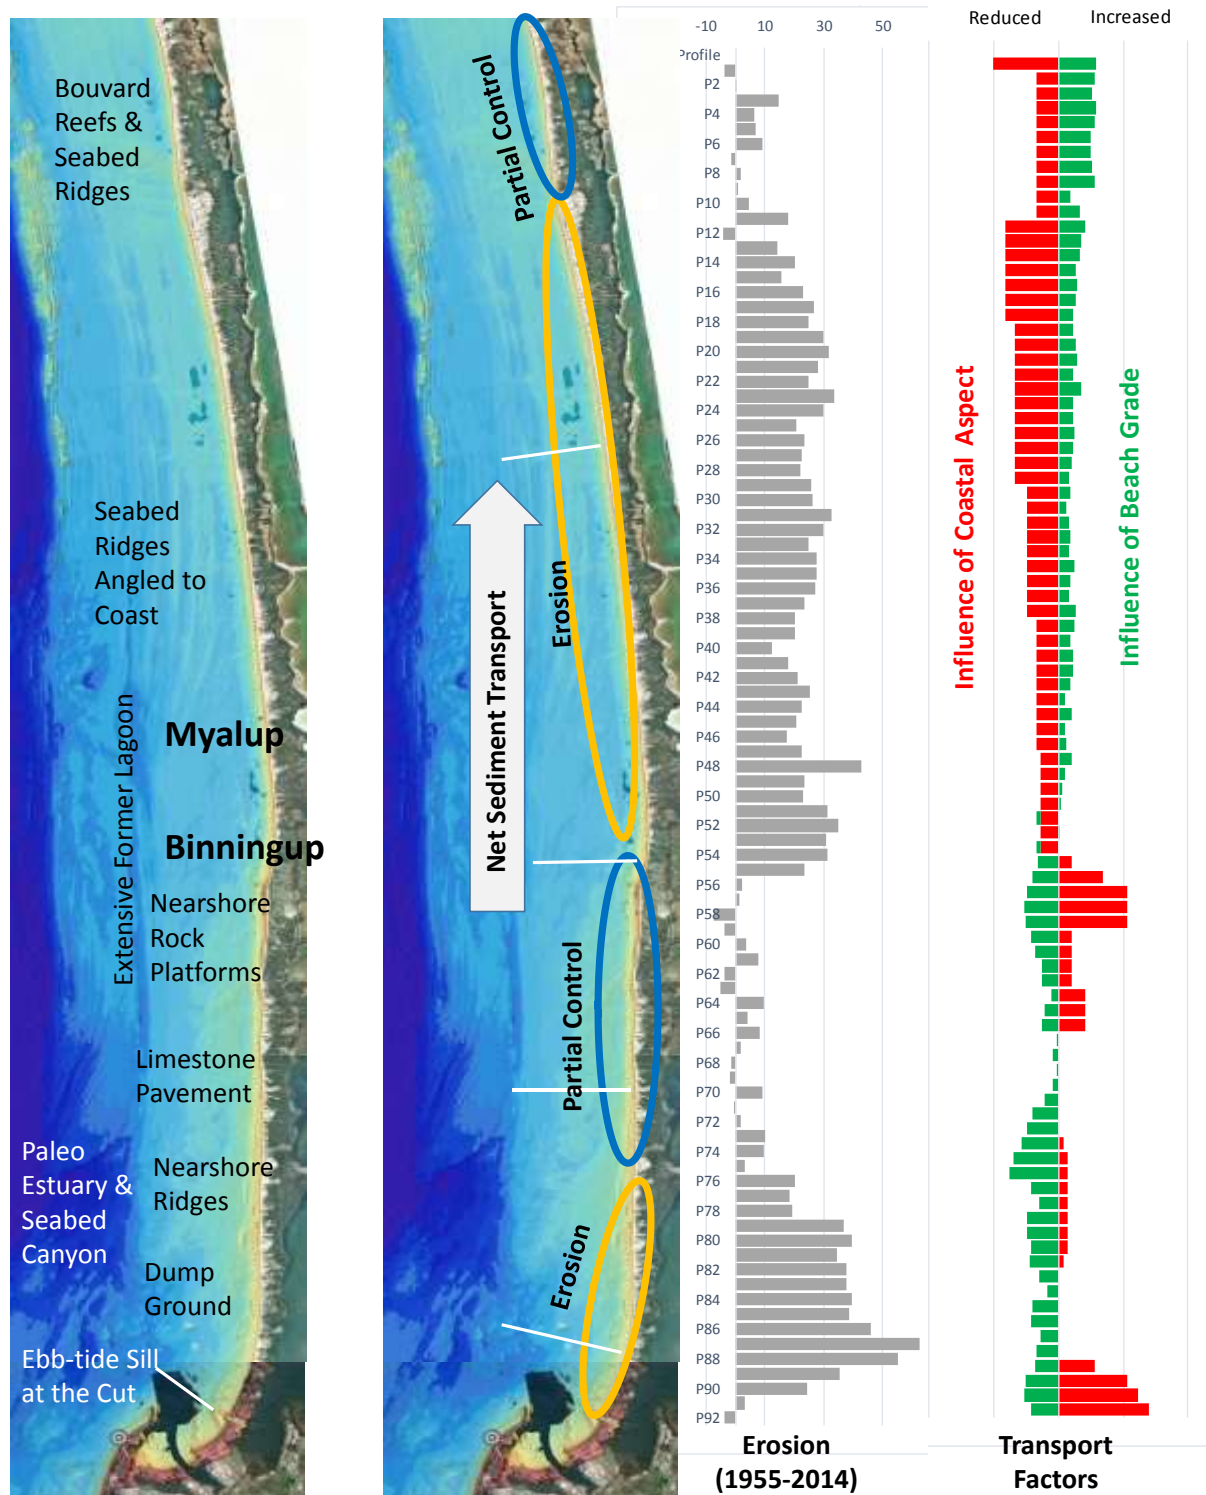 Bouvard
Reefs &
Seabed
Ridges
Seabed
Ridges
Angled to
Coast
Extensive Former Lagoon
Myalup
Binningup
Nearshore
Rock
Platforms
Limestone
Pavement
Paleo
Estuary &
Seabed
Canyon
Nearshore
Ridges
Dump
Ground
Ebb-tide Sill
at the Cut
Partial Control
Erosion
Net Sediment Transport
Partial Control
Erosion
-10 10 30 50
Profile
P2
P4
P6
P8
P10
P12
P14
P16
P18
P20
P22
P24
P26
P28
P30
P32
P34
P36
P38
P40
P42
P44
P46
P48
P50
P52
P54
P56
P58
P60
P62
P64
P66
P68
P70
P72
P74
P76
P78
P80
P82
P84
P86
P88
P90
P92
Erosion
(1955-2014)
Reduced Increased
Influence of Coastal Aspect
Influence of Beach Grade
Transport
Factors